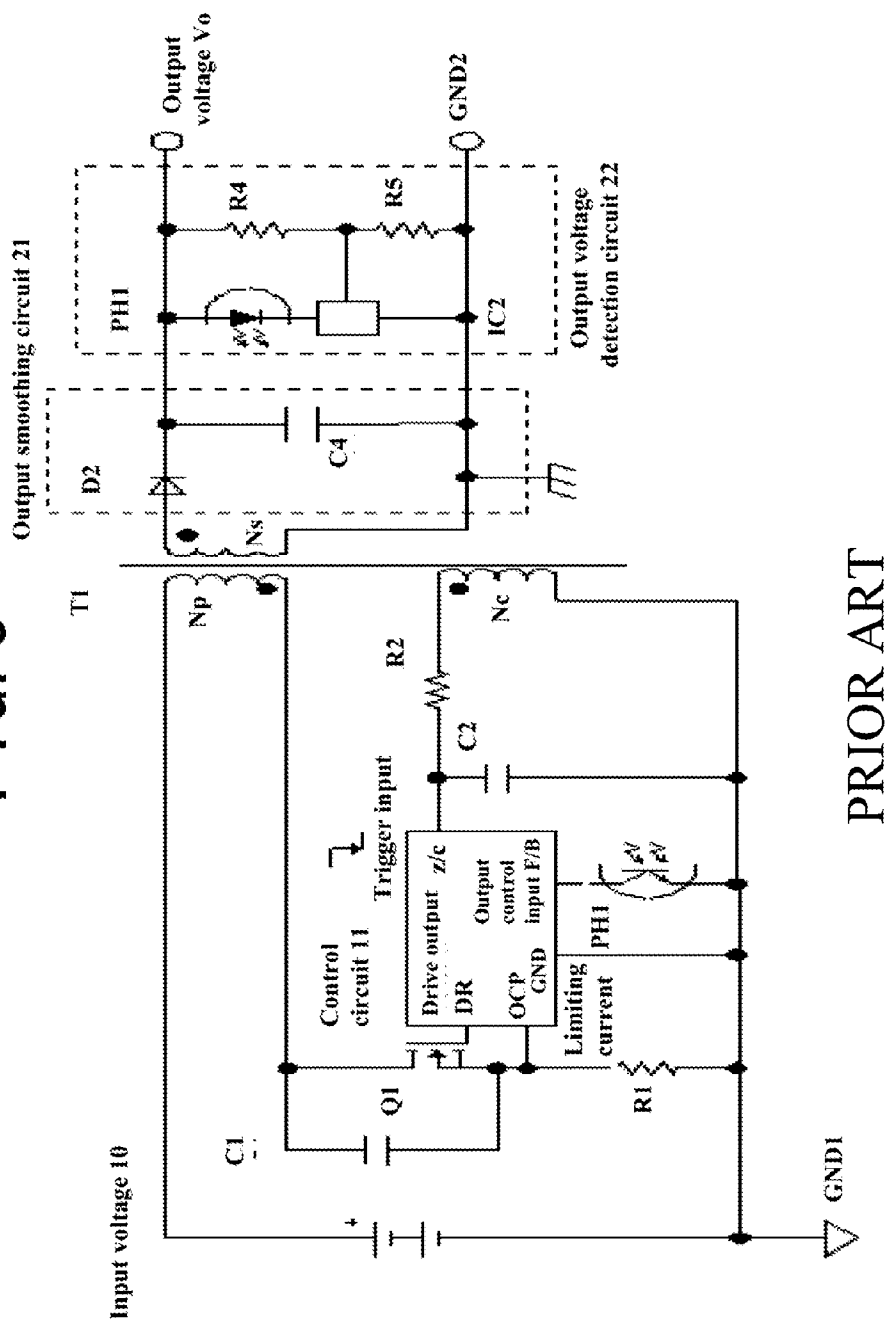 Input voltage 10
GND1
C1
Q1
R1
Control
circuit 11
Drive output
DR
z/c
OCP
GND
Output
control
input F/B
Trigger input
Limiting
current
PH1
C2
R2
T1
Np
Nc
Ns
Output smoothing circuit 21
D2
C4
PH1
R4
R5
IC2
Output voltage
detection circuit 22
Output
voltage Vo
GND2
PRIOR ART